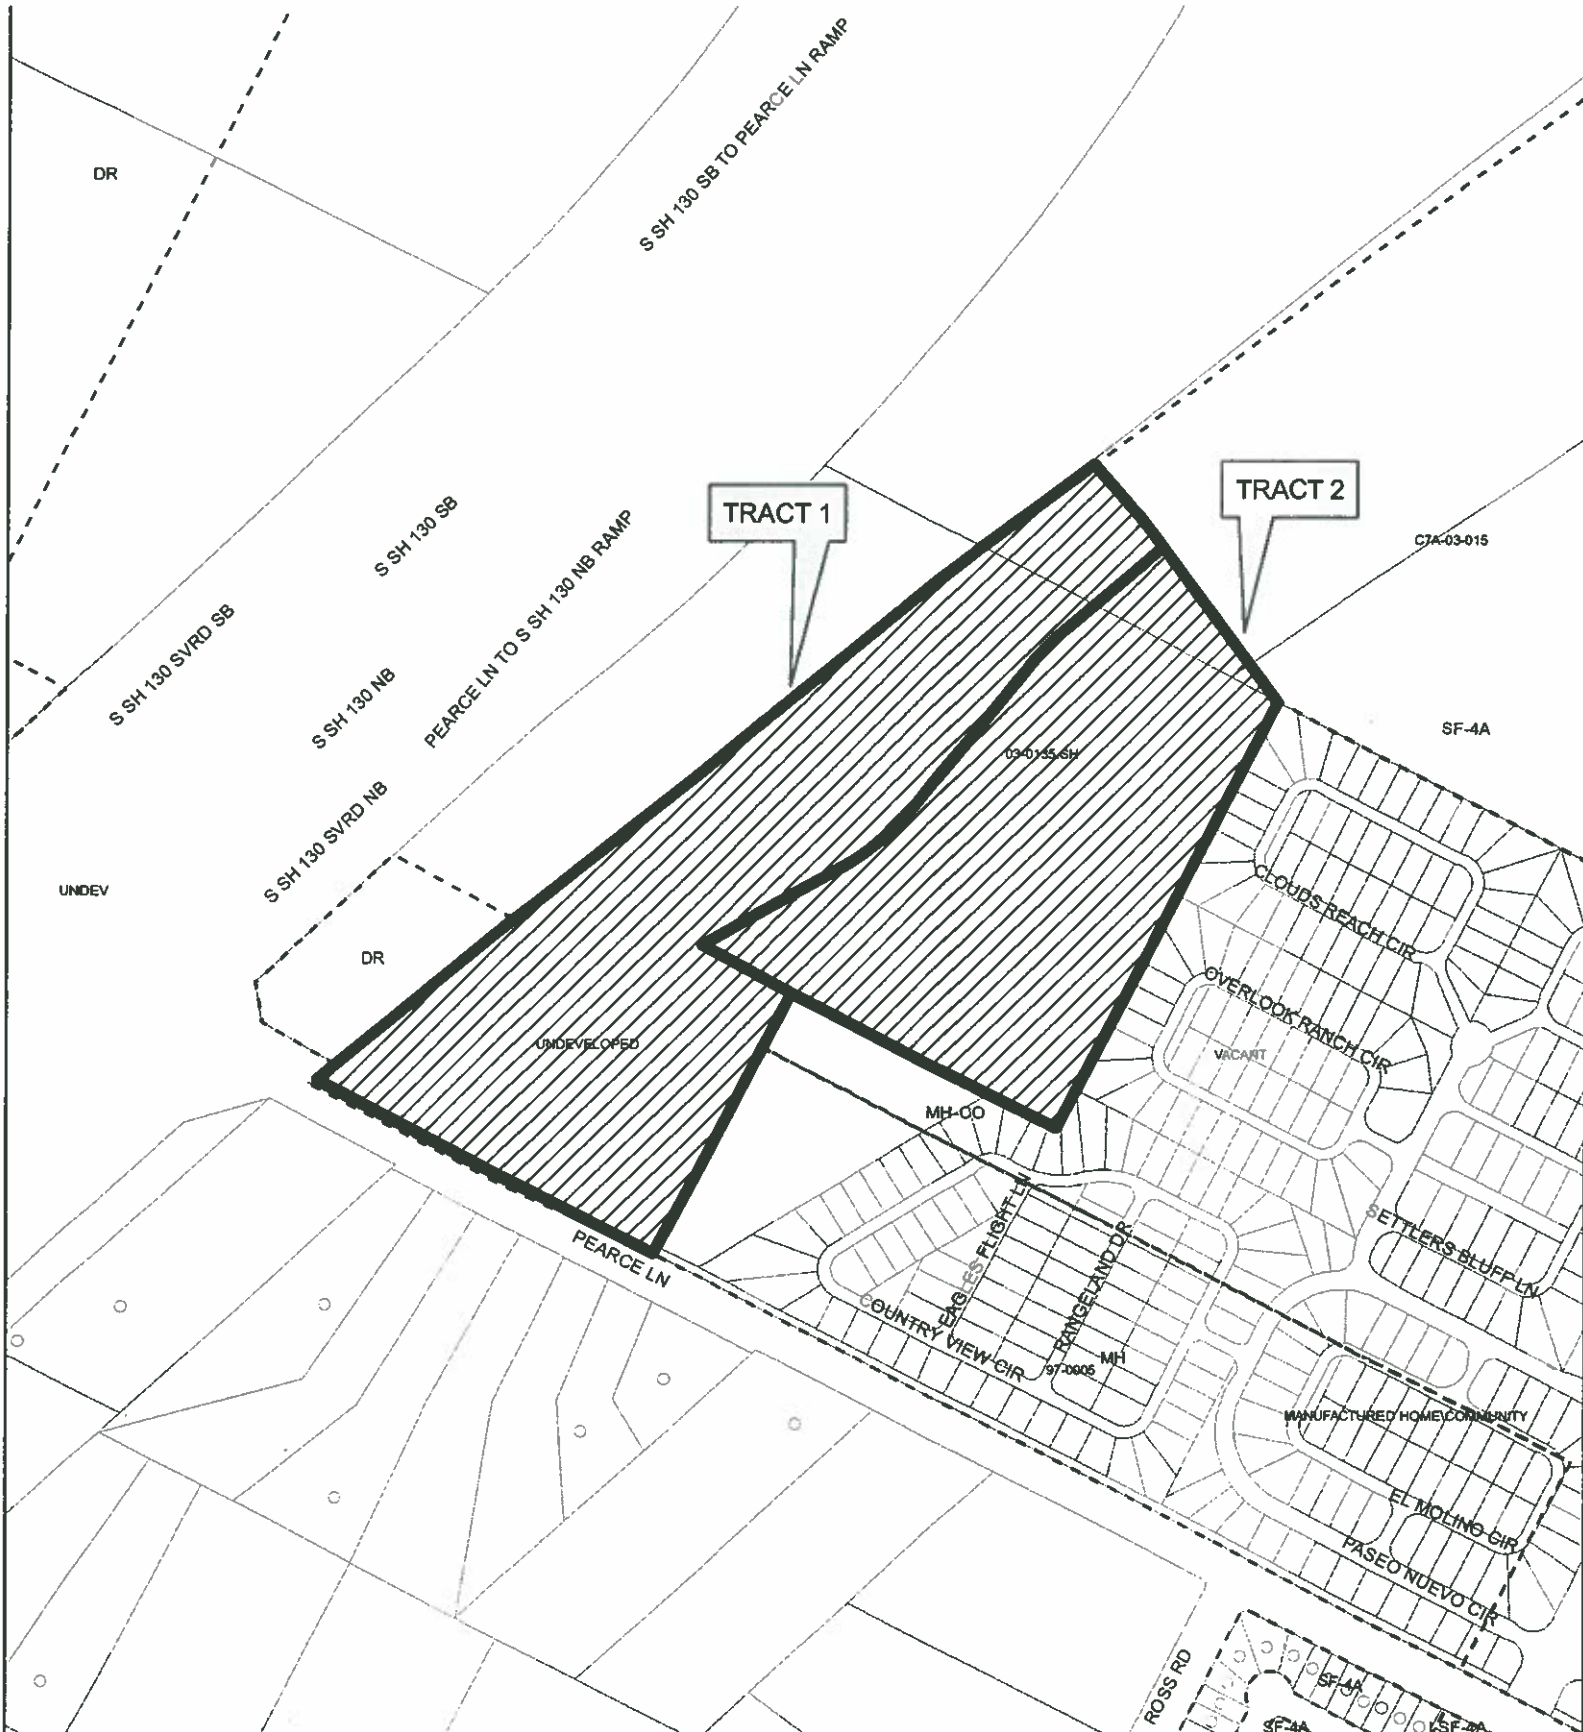 S SH 130 SB TO PEARCE LN RAMP
DR
TRACT 1
TRACT 2
S SH 130 SB
C7A-03-015
PEARCE LN TO S SH 130 NB RAMP
S SH 130 SVRD SB
S SH 130 NB
SF-4A
03-0135.SH
S SH 130 SVRD NB
UNDEV
CLOUDS REACH CIR
DR
OVERLOOK RANCH CIR
UNDEVELOPED
VACANT
MH-CO
EAGLES FLIGHT LN
SETTLERS BLUFF LN
PEARCE LN
RANGELAND DR
COUNTRY VIEW CIR
MH
97-0005
MANUFACTURED HOME COMMUNITY
EL MOLINO CIR
PASEO NUEVO CIR
ROSS RD
SF-4A
SF-4A
SF-4A